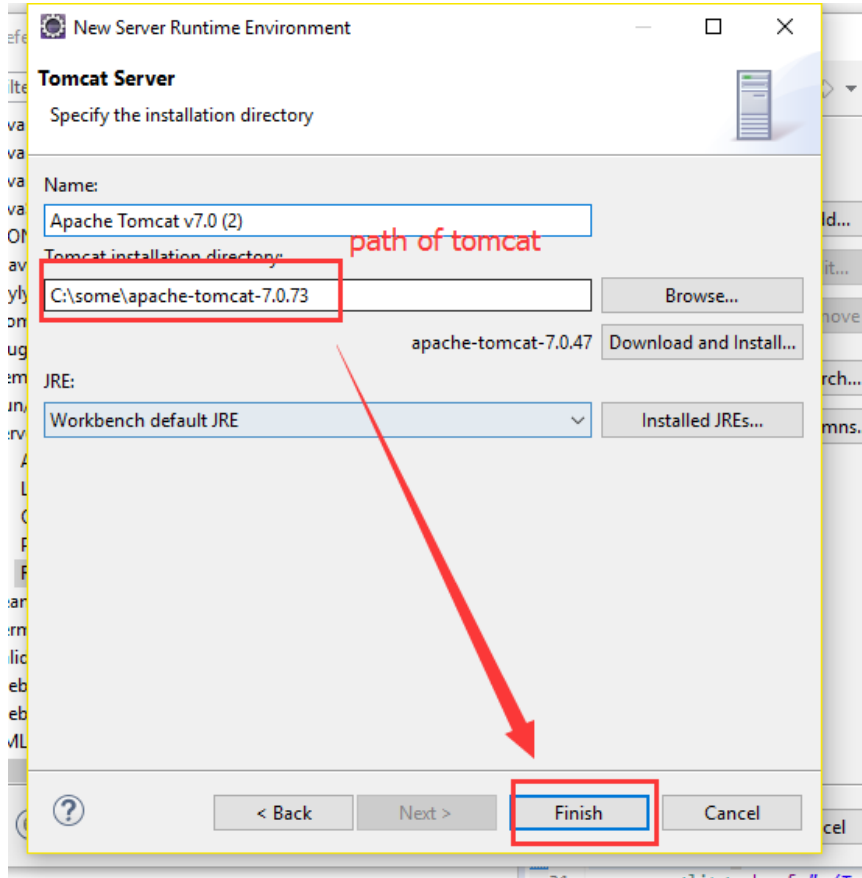 New Server Runtime Environment
Tomcat Server
Specify the installation directory
Name:
Apache Tomcat v7.0 (2)
path of tomcat
Tomcat installation directory:
C:\some\apache-tomcat-7.0.73
Browse...
apache-tomcat-7.0.47
Download and Install...
JRE:
Workbench default JRE
Installed JREs...
< Back
Next >
Finish
Cancel